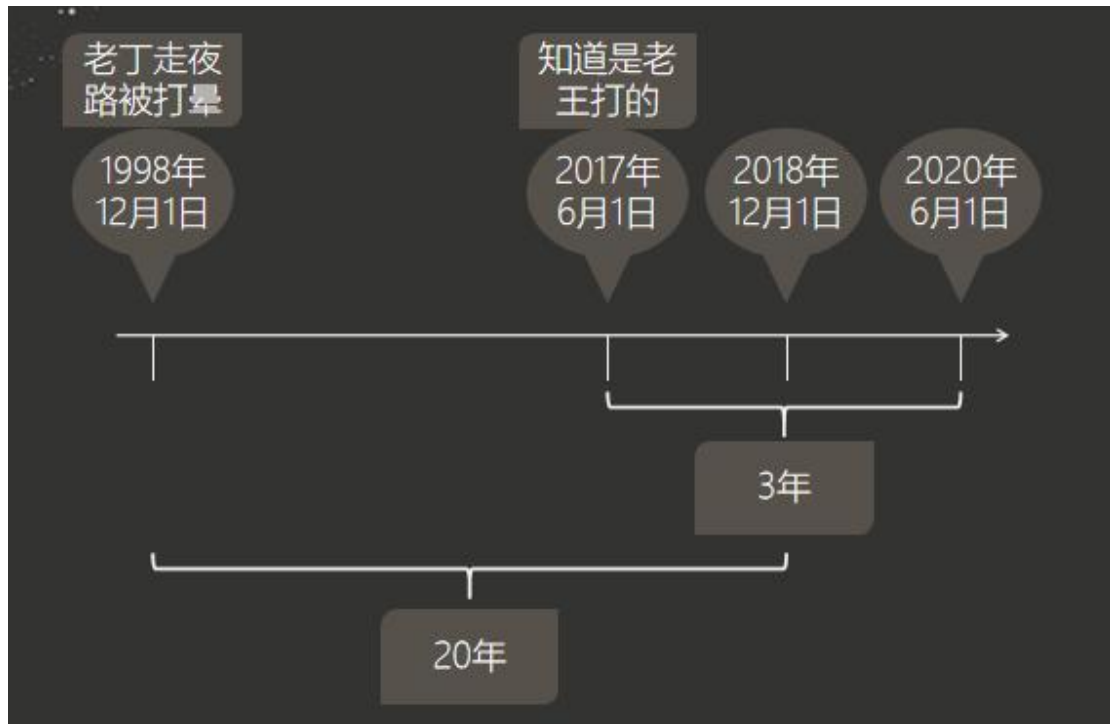 老丁走夜
路被打晕
知道是老
王打的
1998年
12月1日
2017年
6月1日
2018年
12月1日
2020年
6月1日
3年
20年